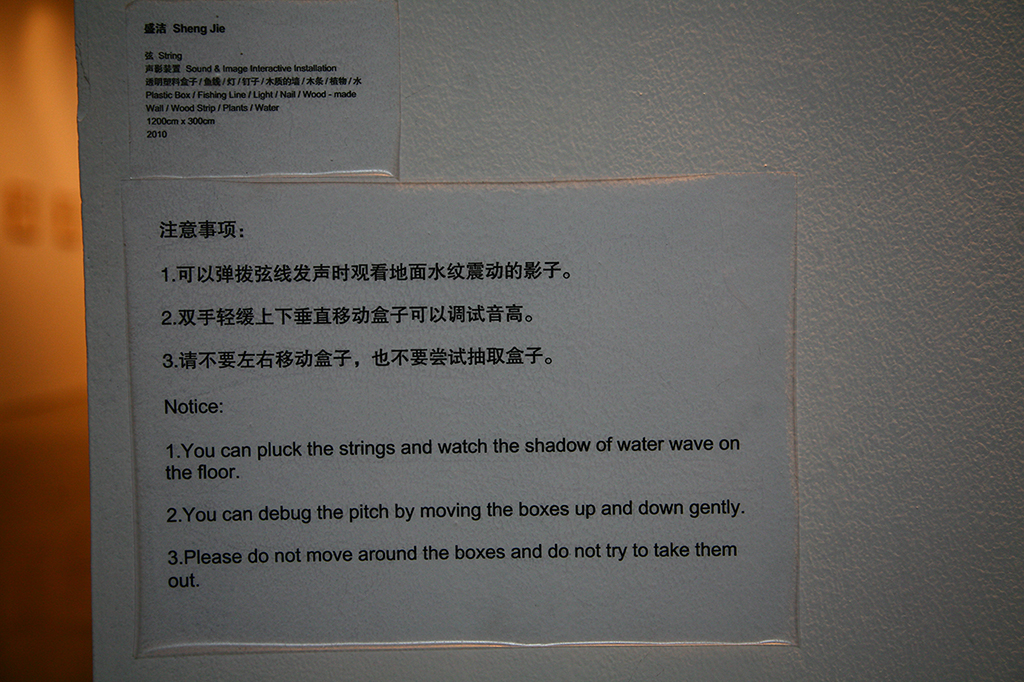 盛洁 Sheng Jie
弦 String
声影装置 Sound & Image Interactive Installation
透明塑料盒子 / 鱼线 / 灯 / 钉子 / 木质的墙 / 木条 / 植物 / 水
Plastic Box / Fishing Line / Light / Nail / Wood - made
Wall / Wood Strip / Plants / Water
1200cm x 300cm
2010
注意事项：
1.可以弹拨弦线发声时观看地面水纹震动的影子。
2.双手轻缓上下垂直移动盒子可以调试音高。
3.请不要左右移动盒子，也不要尝试抽取盒子。
Notice:
1.You can pluck the strings and watch the shadow of water wave on
the floor.
2.You can debug the pitch by moving the boxes up and down gently.
3.Please do not move around the boxes and do not try to take them
out.